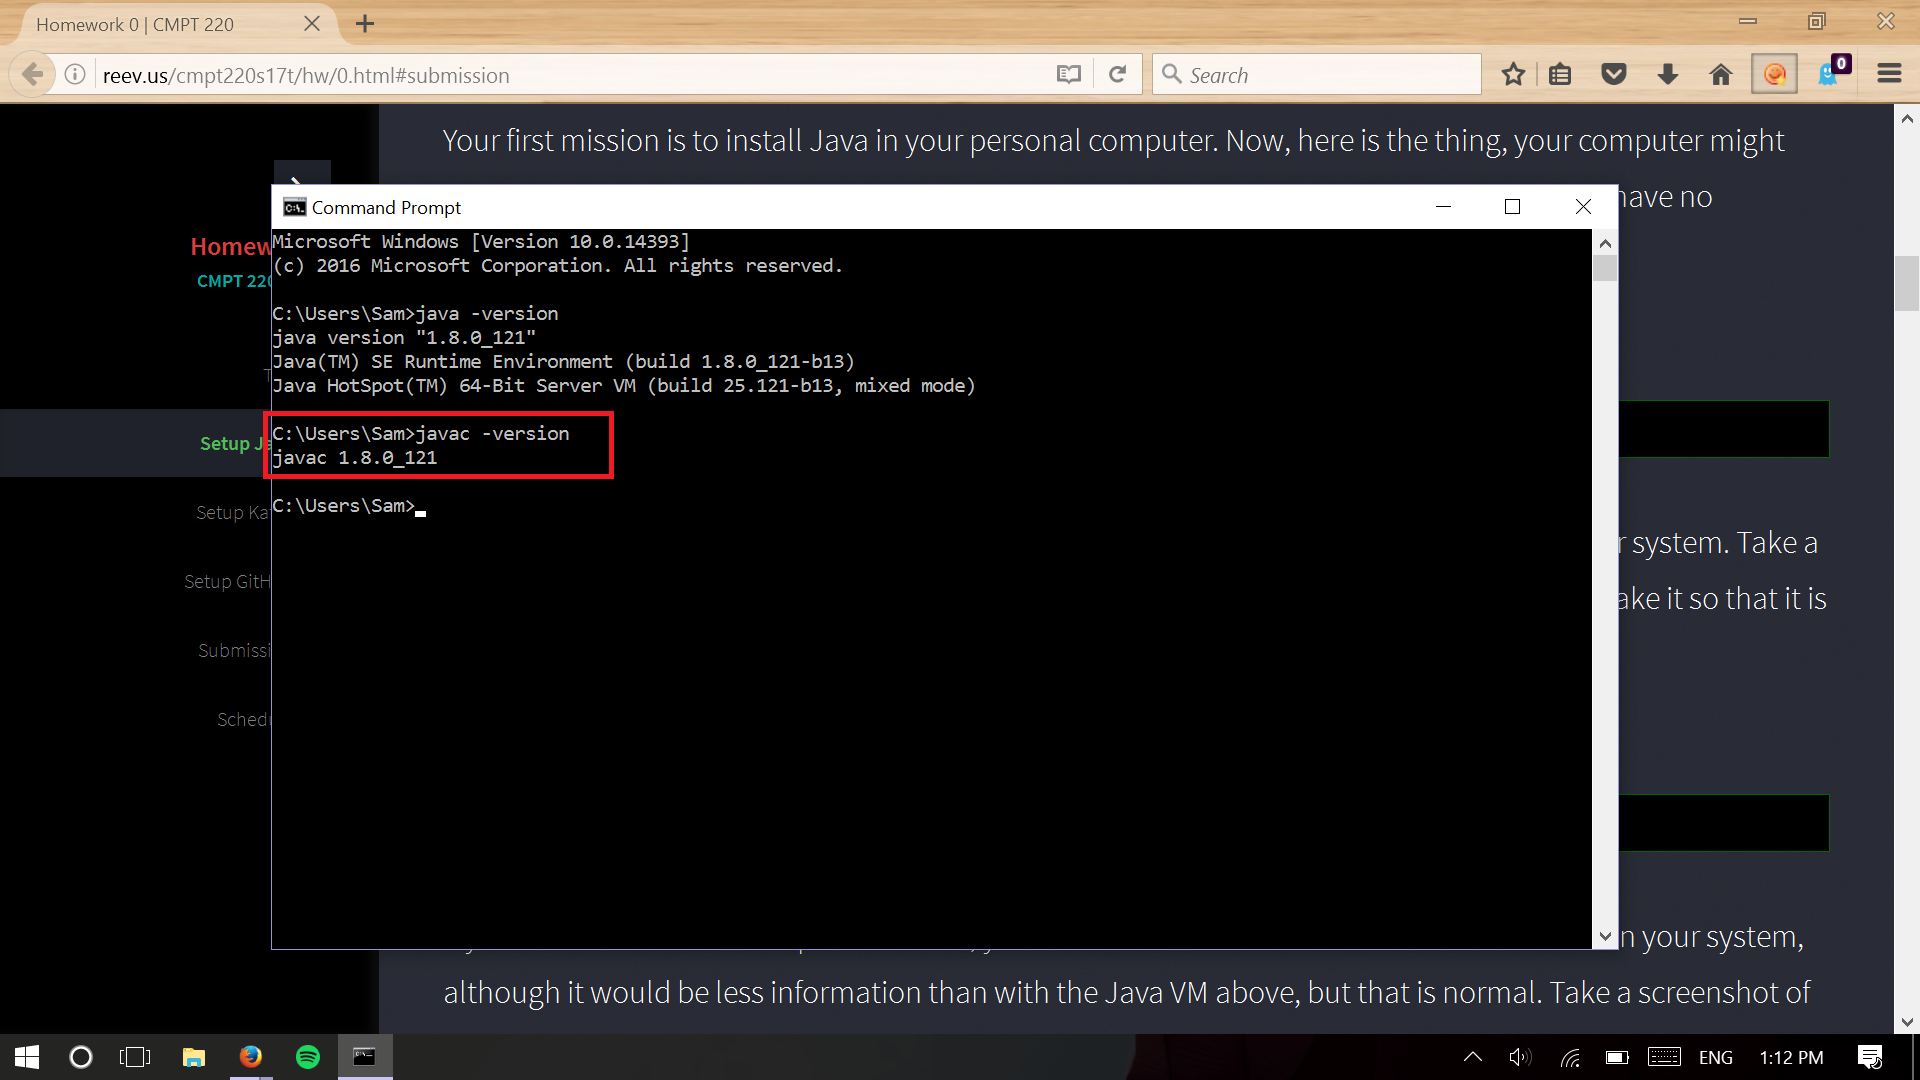 Homework 0 | CMPT 220
reev.us/cmpt220s17t/hw/0.html#submission
Search
0
Your first mission is to install Java in your personal computer. Now, here is the thing, your computer might
have no
Command Prompt
Homew
CMPT 220
Microsoft Windows [Version 10.0.14393]
(c) 2016 Microsoft Corporation. All rights reserved.
C:\Users\Sam>java -version
java version "1.8.0_121"
Java(TM) SE Runtime Environment (build 1.8.0_121-b13)
Java HotSpot(TM) 64-Bit Server VM (build 25.121-b13, mixed mode)
Setup Ja
C:\Users\Sam>javac -version
javac 1.8.0_121
C:\Users\Sam>
Setup Kat
r system. Take a
Setup GitH
ake it so that it is
Submissi
Schedu
n your system,
although it would be less information than with the Java VM above, but that is normal. Take a screenshot of
ENG
1:12 PM